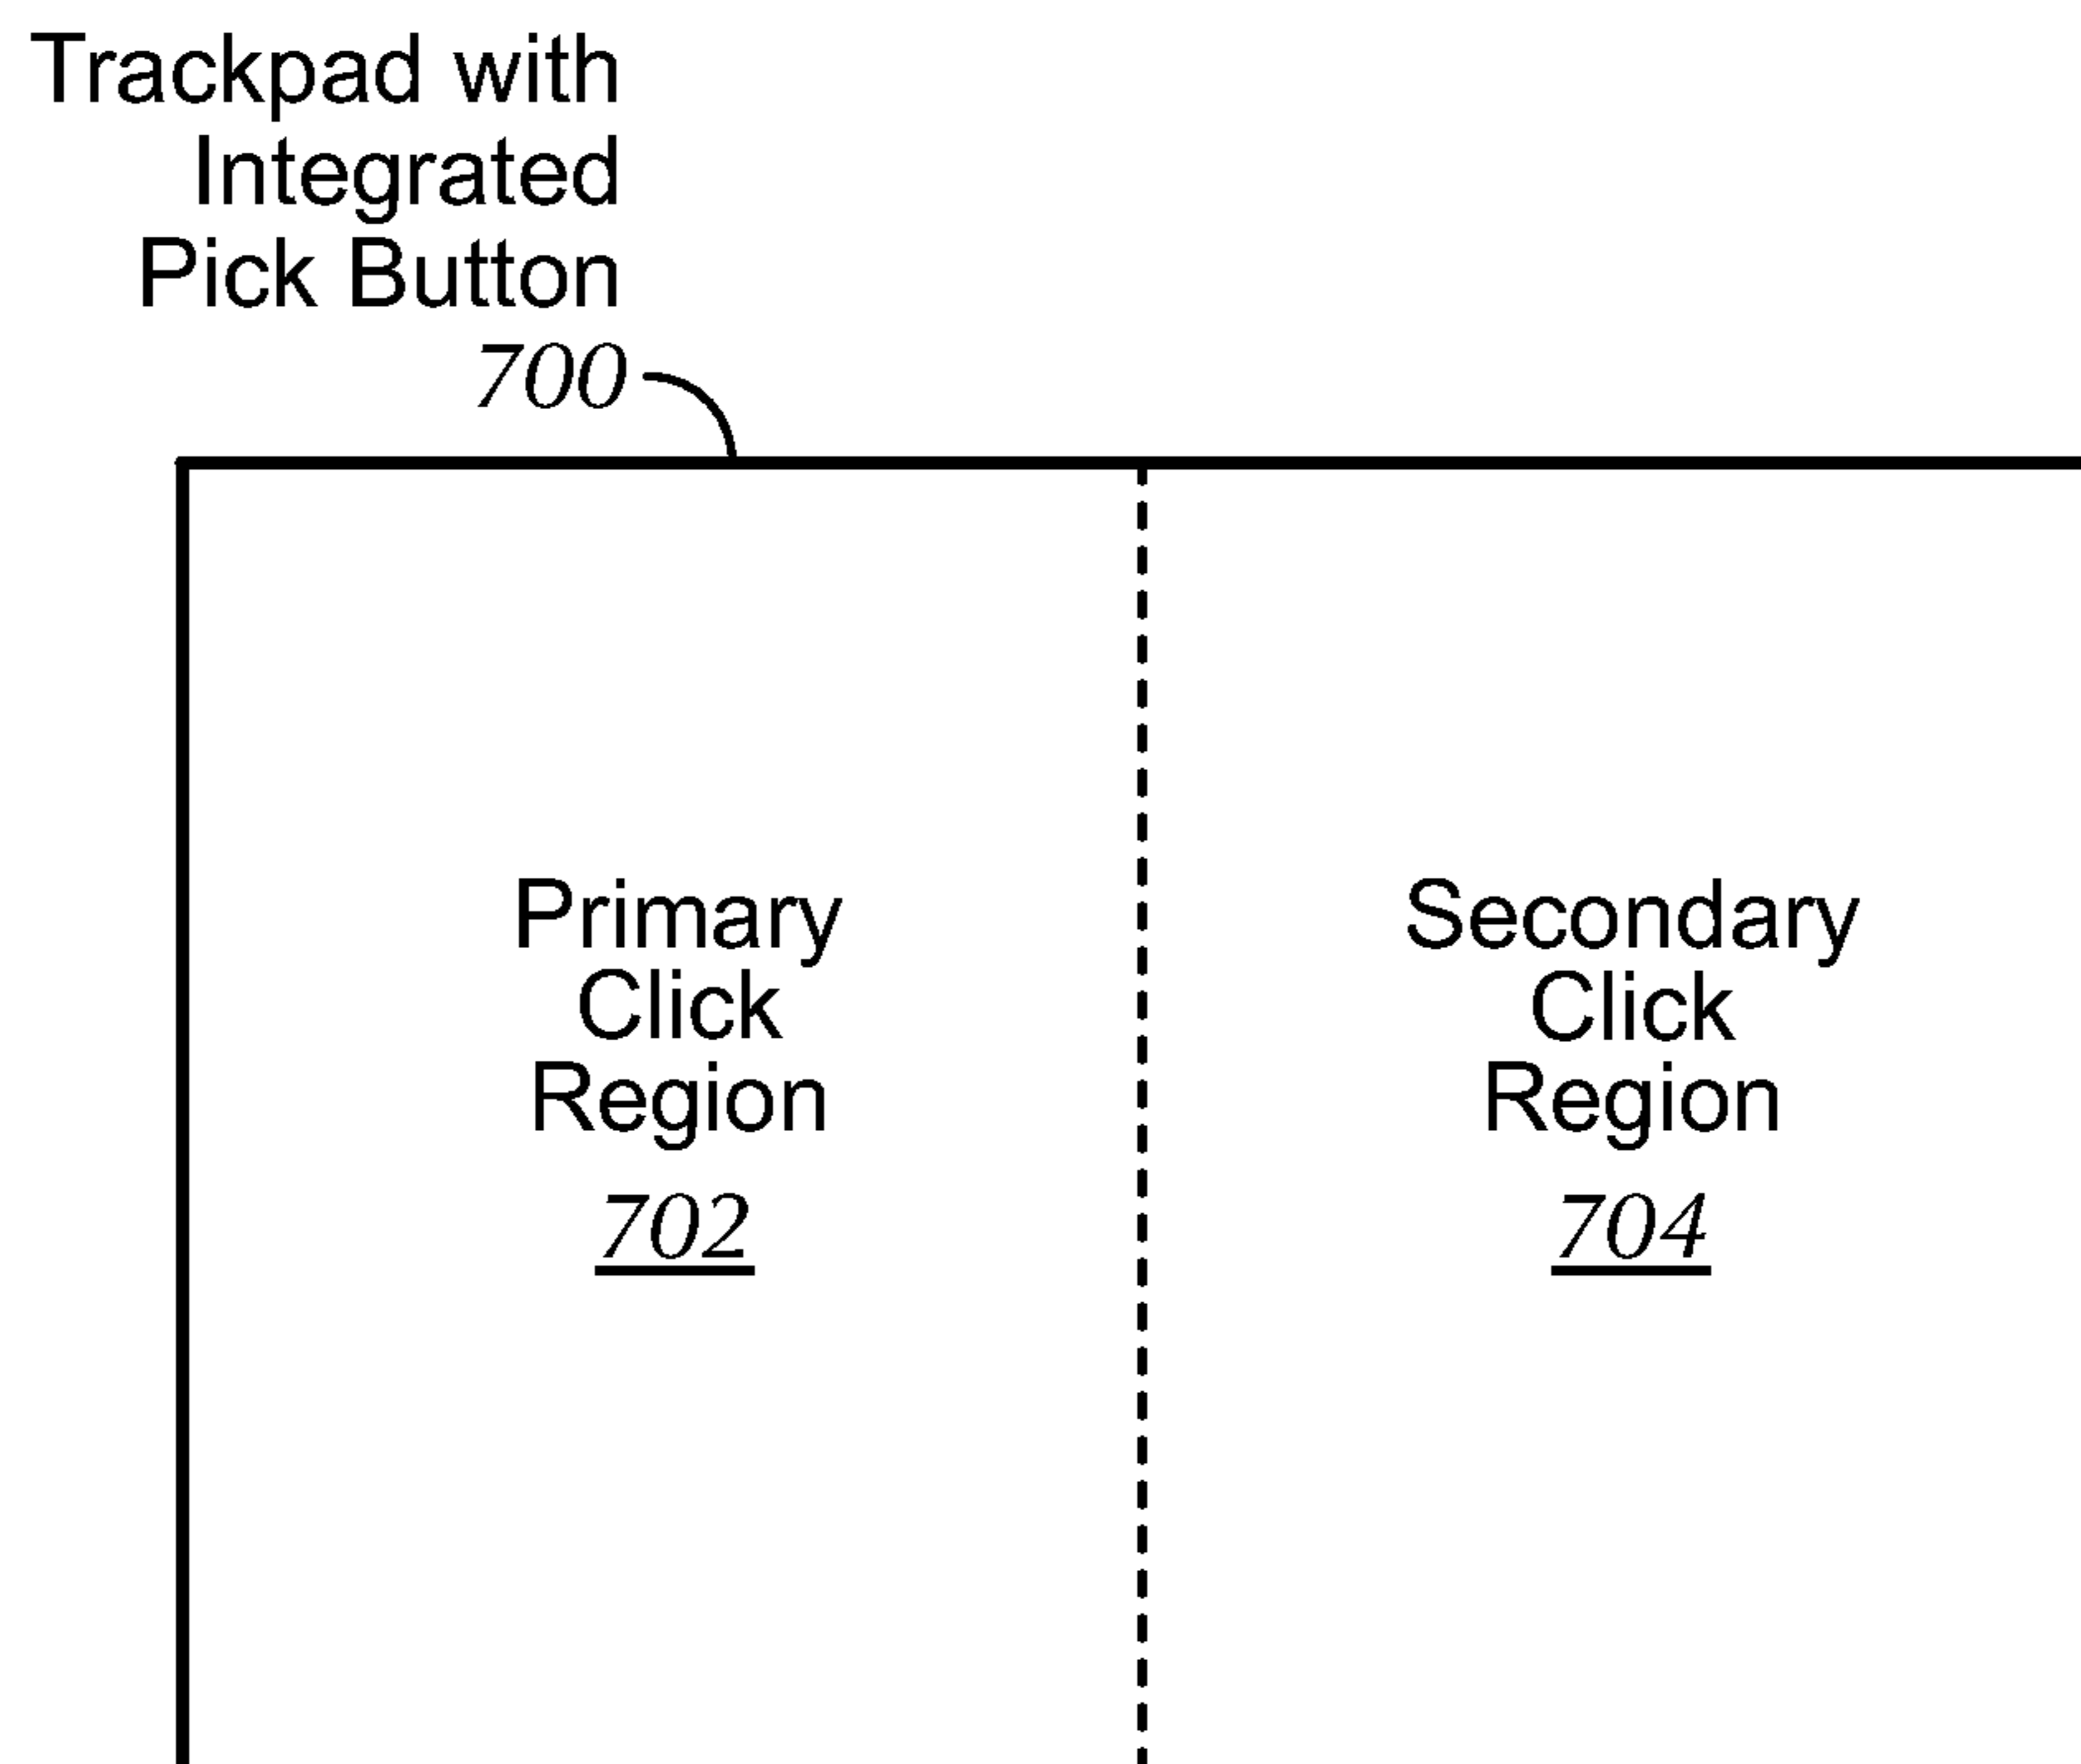 Trackpad with
Integrated
Pick Button
700
Primary
Click
Region
702
Secondary
Click
Region
704